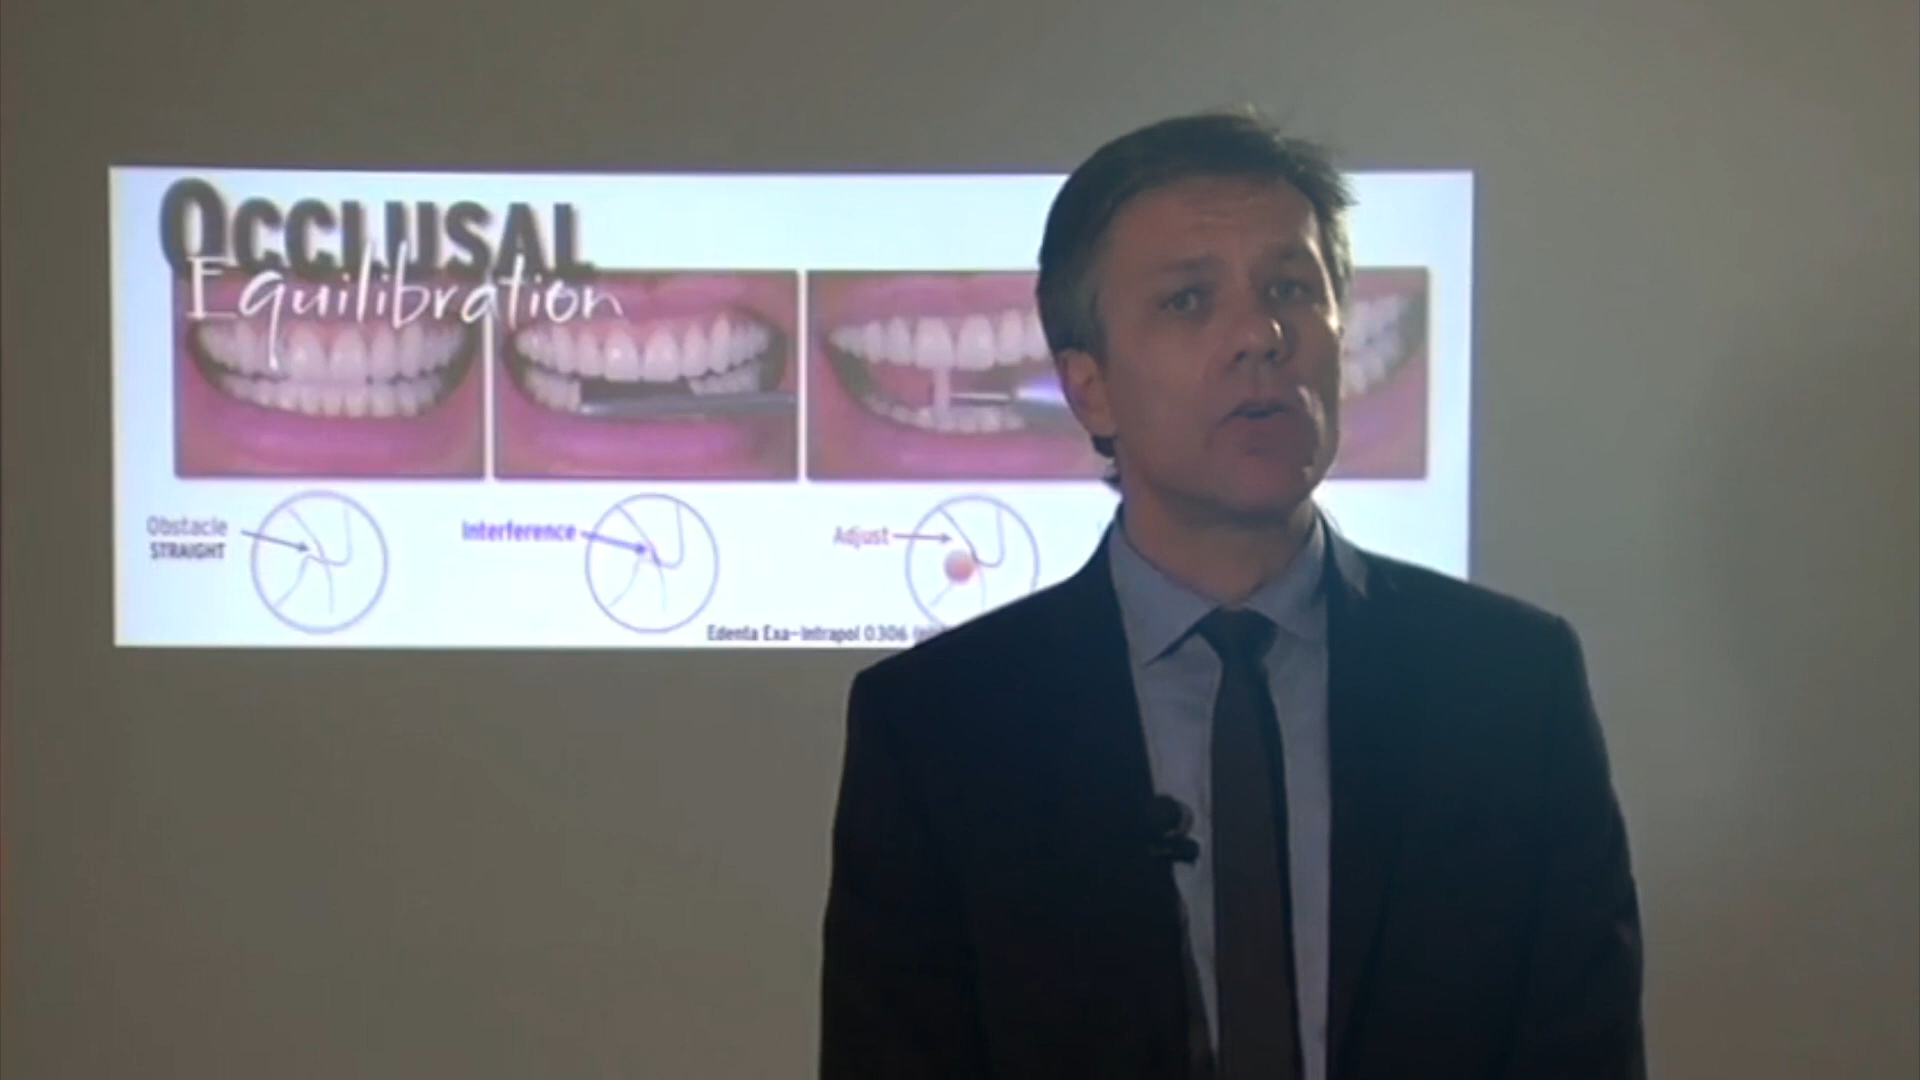 OCCLUSAL
Equilibration
Obstacle
STRAIGHT
Interference
Adjust
Edenta Exa-Intrapol 0306